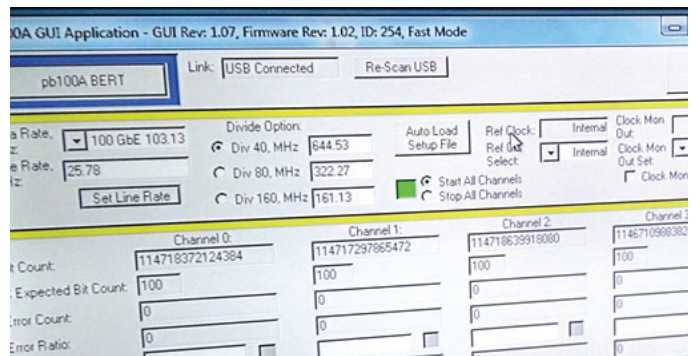 00A GUI Application - GUI Rev: 1.07, Firmware Rev: 1.02, ID: 254, Fast Mode
pb100A BERT
Link: USB Connected
Re-Scan USB
a Rate,
z:
100 GbE 103.13
e Rate,
Hz:
25.78
Set Line Rate
Divide Option:
Div 40, MHz 644.53
Div 80, MHz 322.27
Div 160, MHz 161.13
Auto Load
Setup File
Start All Channels
Stop All Channels
Ref Clock: Internal
Select: Internal
Clock Mon
Out:
Clock Mon
Out Set:
Clock Mon
Channel 0: Channel 1: Channel 2: Channel 3
t Count: 114718372124384 114717297865472 114718639918080 1146710988382
Expected Bit Count: 100 100 100 100
Error Count: 0 0 0 0
Error Ratio: 0 0 0 0